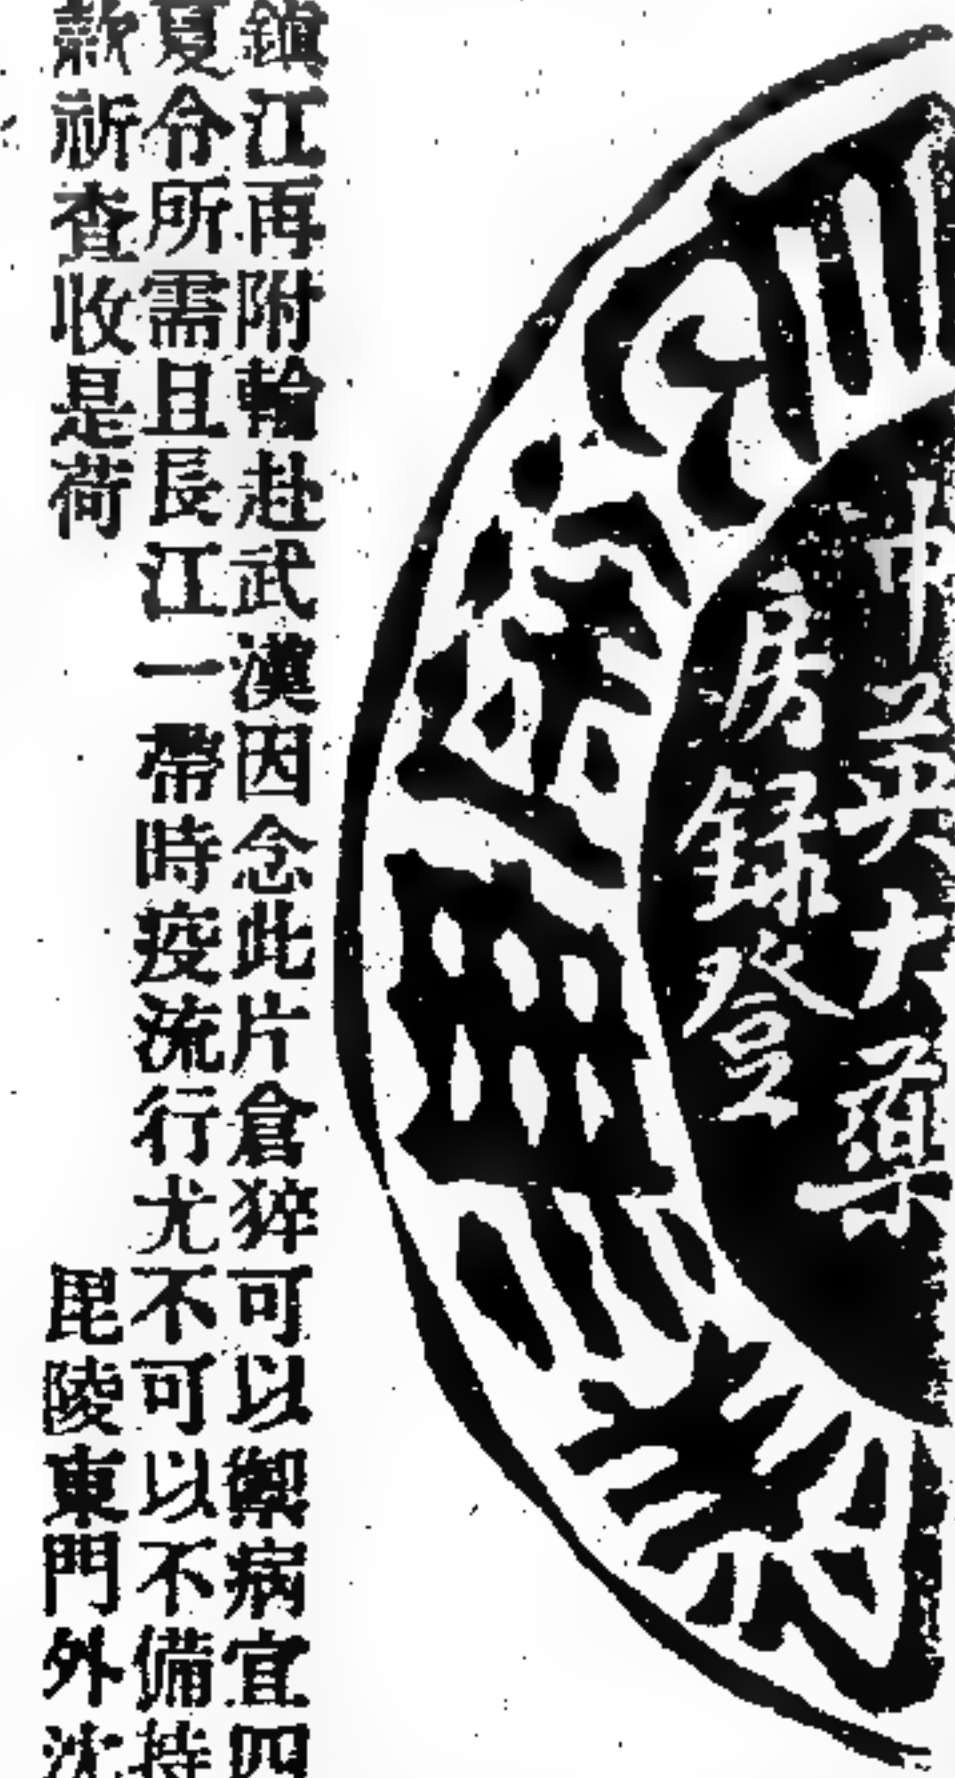 中英大藥
房錄登
鎮江再附輪赴武漢因念此片倉猝可以禦病宜四
夏令所需且長江一帶時疫流行尤不可以不備持
款祈查收是荷 毘陵東門外沈